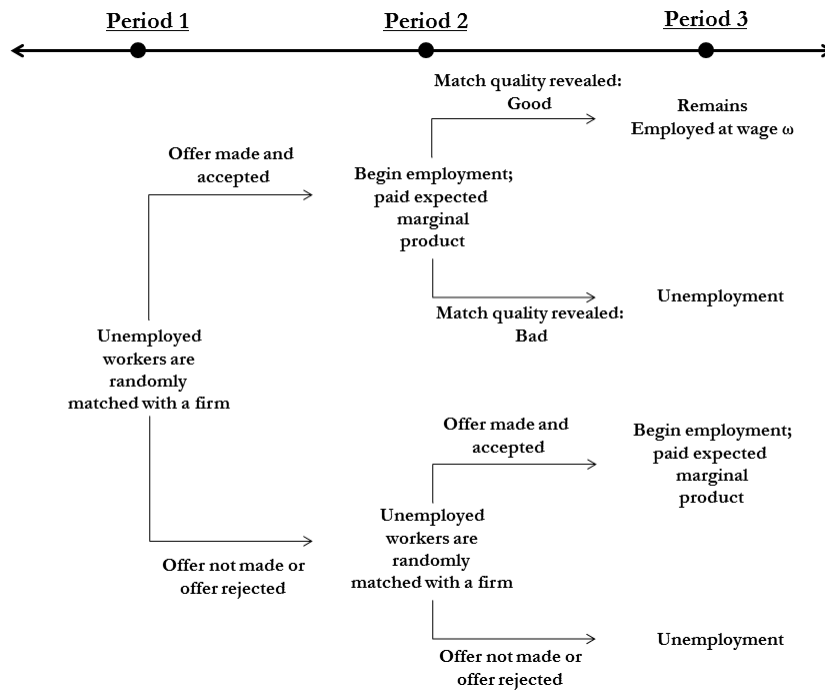 Period 1
Period 2
Period 3
Match quality revealed:
Good
Remains
Employed at wage ω
Offer made and
accepted
Begin employment;
paid expected
marginal
product
Unemployment
Match quality revealed:
Bad
Unemployed
workers are
randomly
matched with a firm
Offer made and
accepted
Begin employment;
paid expected
marginal
product
Unemployed
workers are
randomly
matched with a firm
Offer not made or
offer rejected
Unemployment
Offer not made or
offer rejected